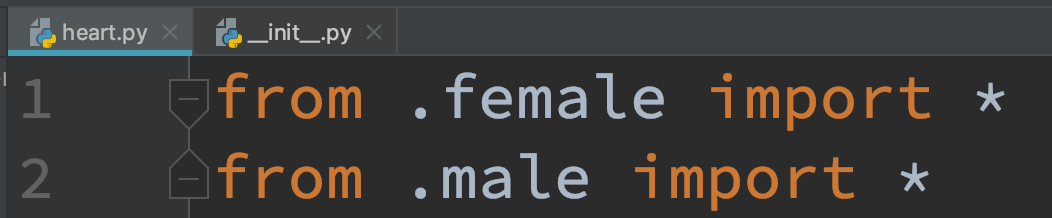 heart.py × __init__.py ×
1 from .female import *
2 from .male import *